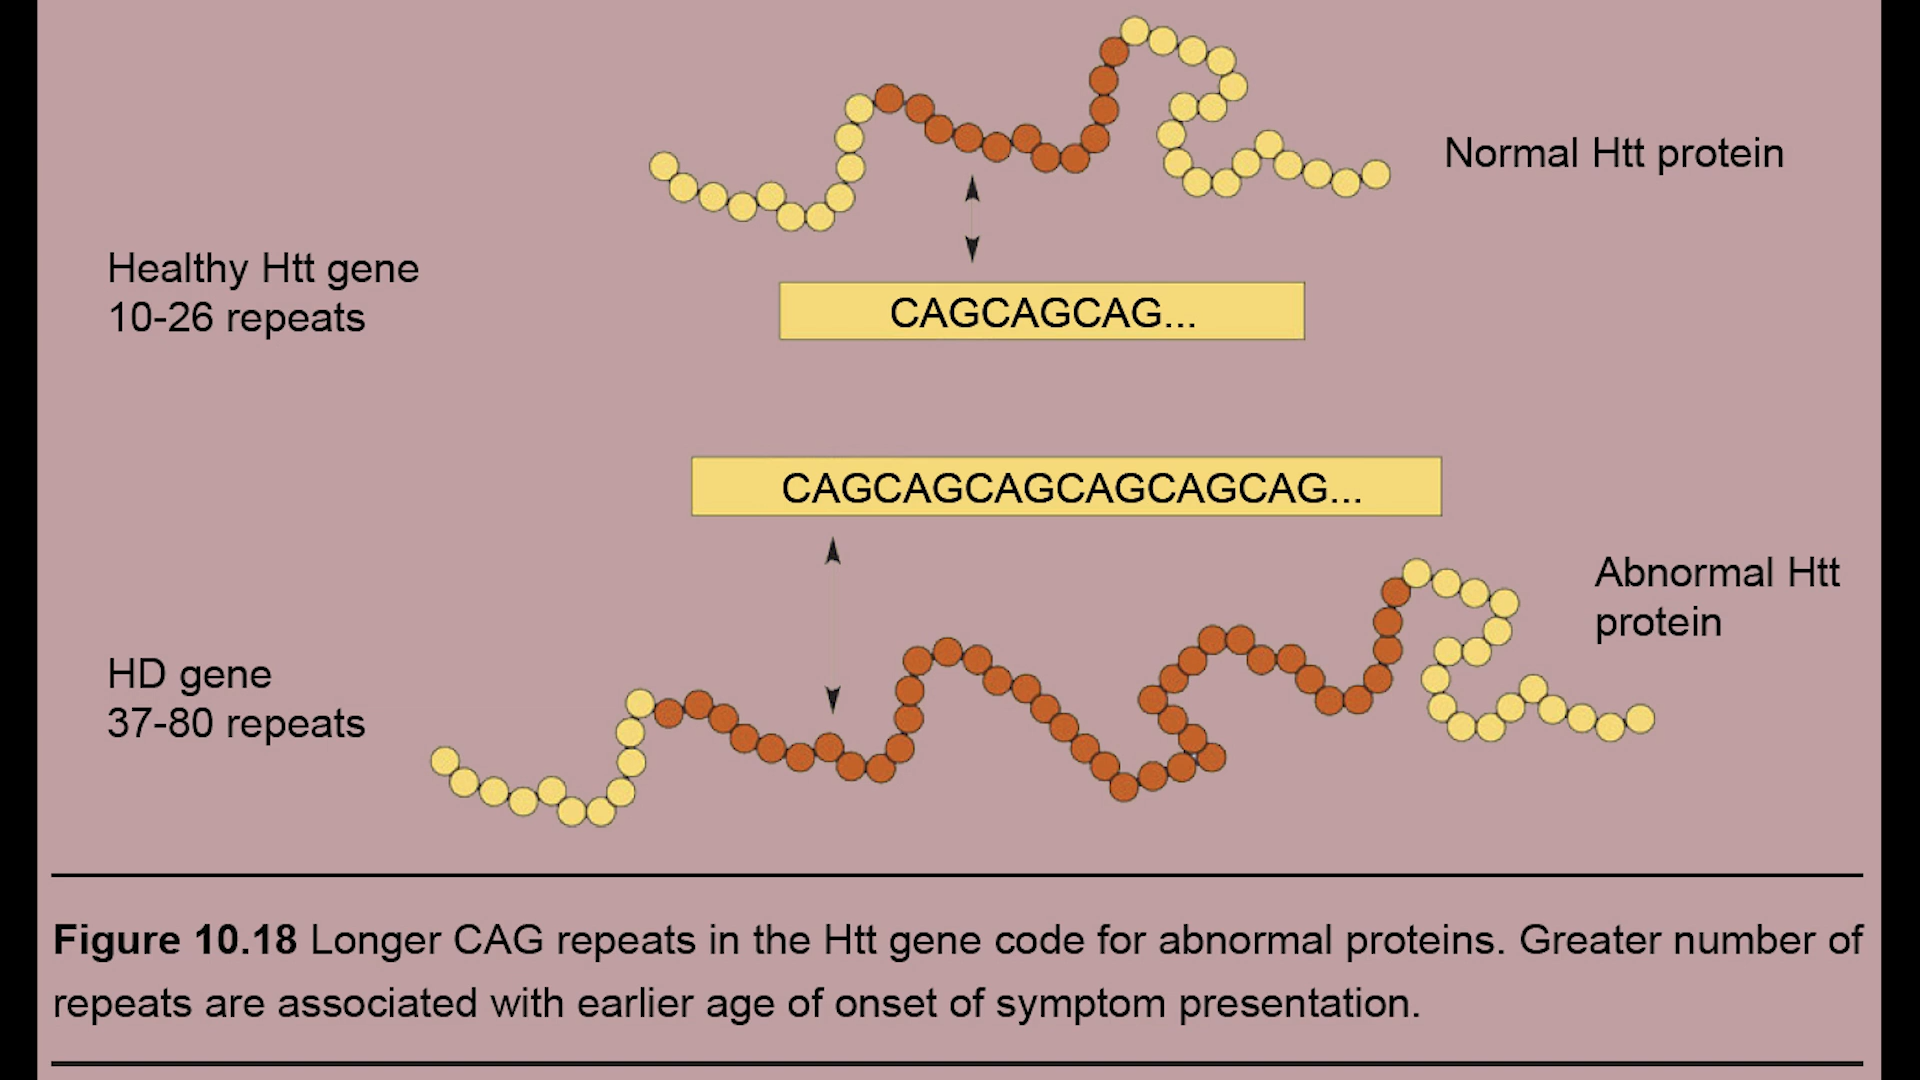 Normal Htt protein
Healthy Htt gene
10-26 repeats
CAGCAGCAG...
CAGCAGCAGCAGCAGCAG...
Abnormal Htt
protein
HD gene
37-80 repeats
Figure 10.18 Longer CAG repeats in the Htt gene code for abnormal proteins. Greater number of
repeats are associated with earlier age of onset of symptom presentation.